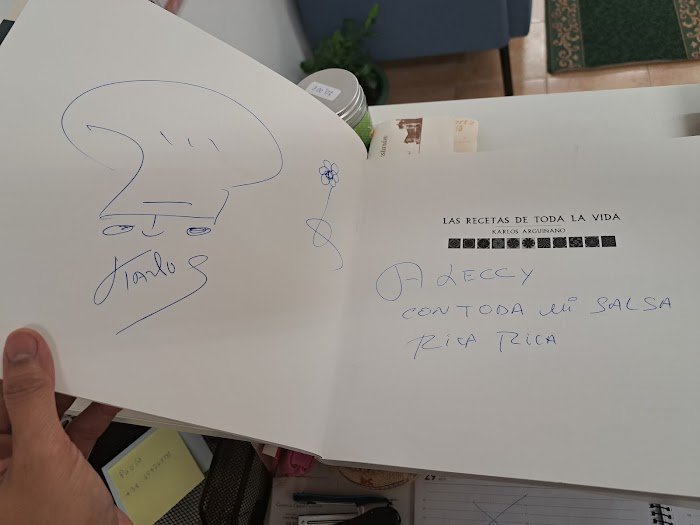 Karlos
LAS RECETAS DE TODA LA VIDA
KARLOS ARGUIÑANO
A LECCY
CON TODA mi SALSA
RICA RICA